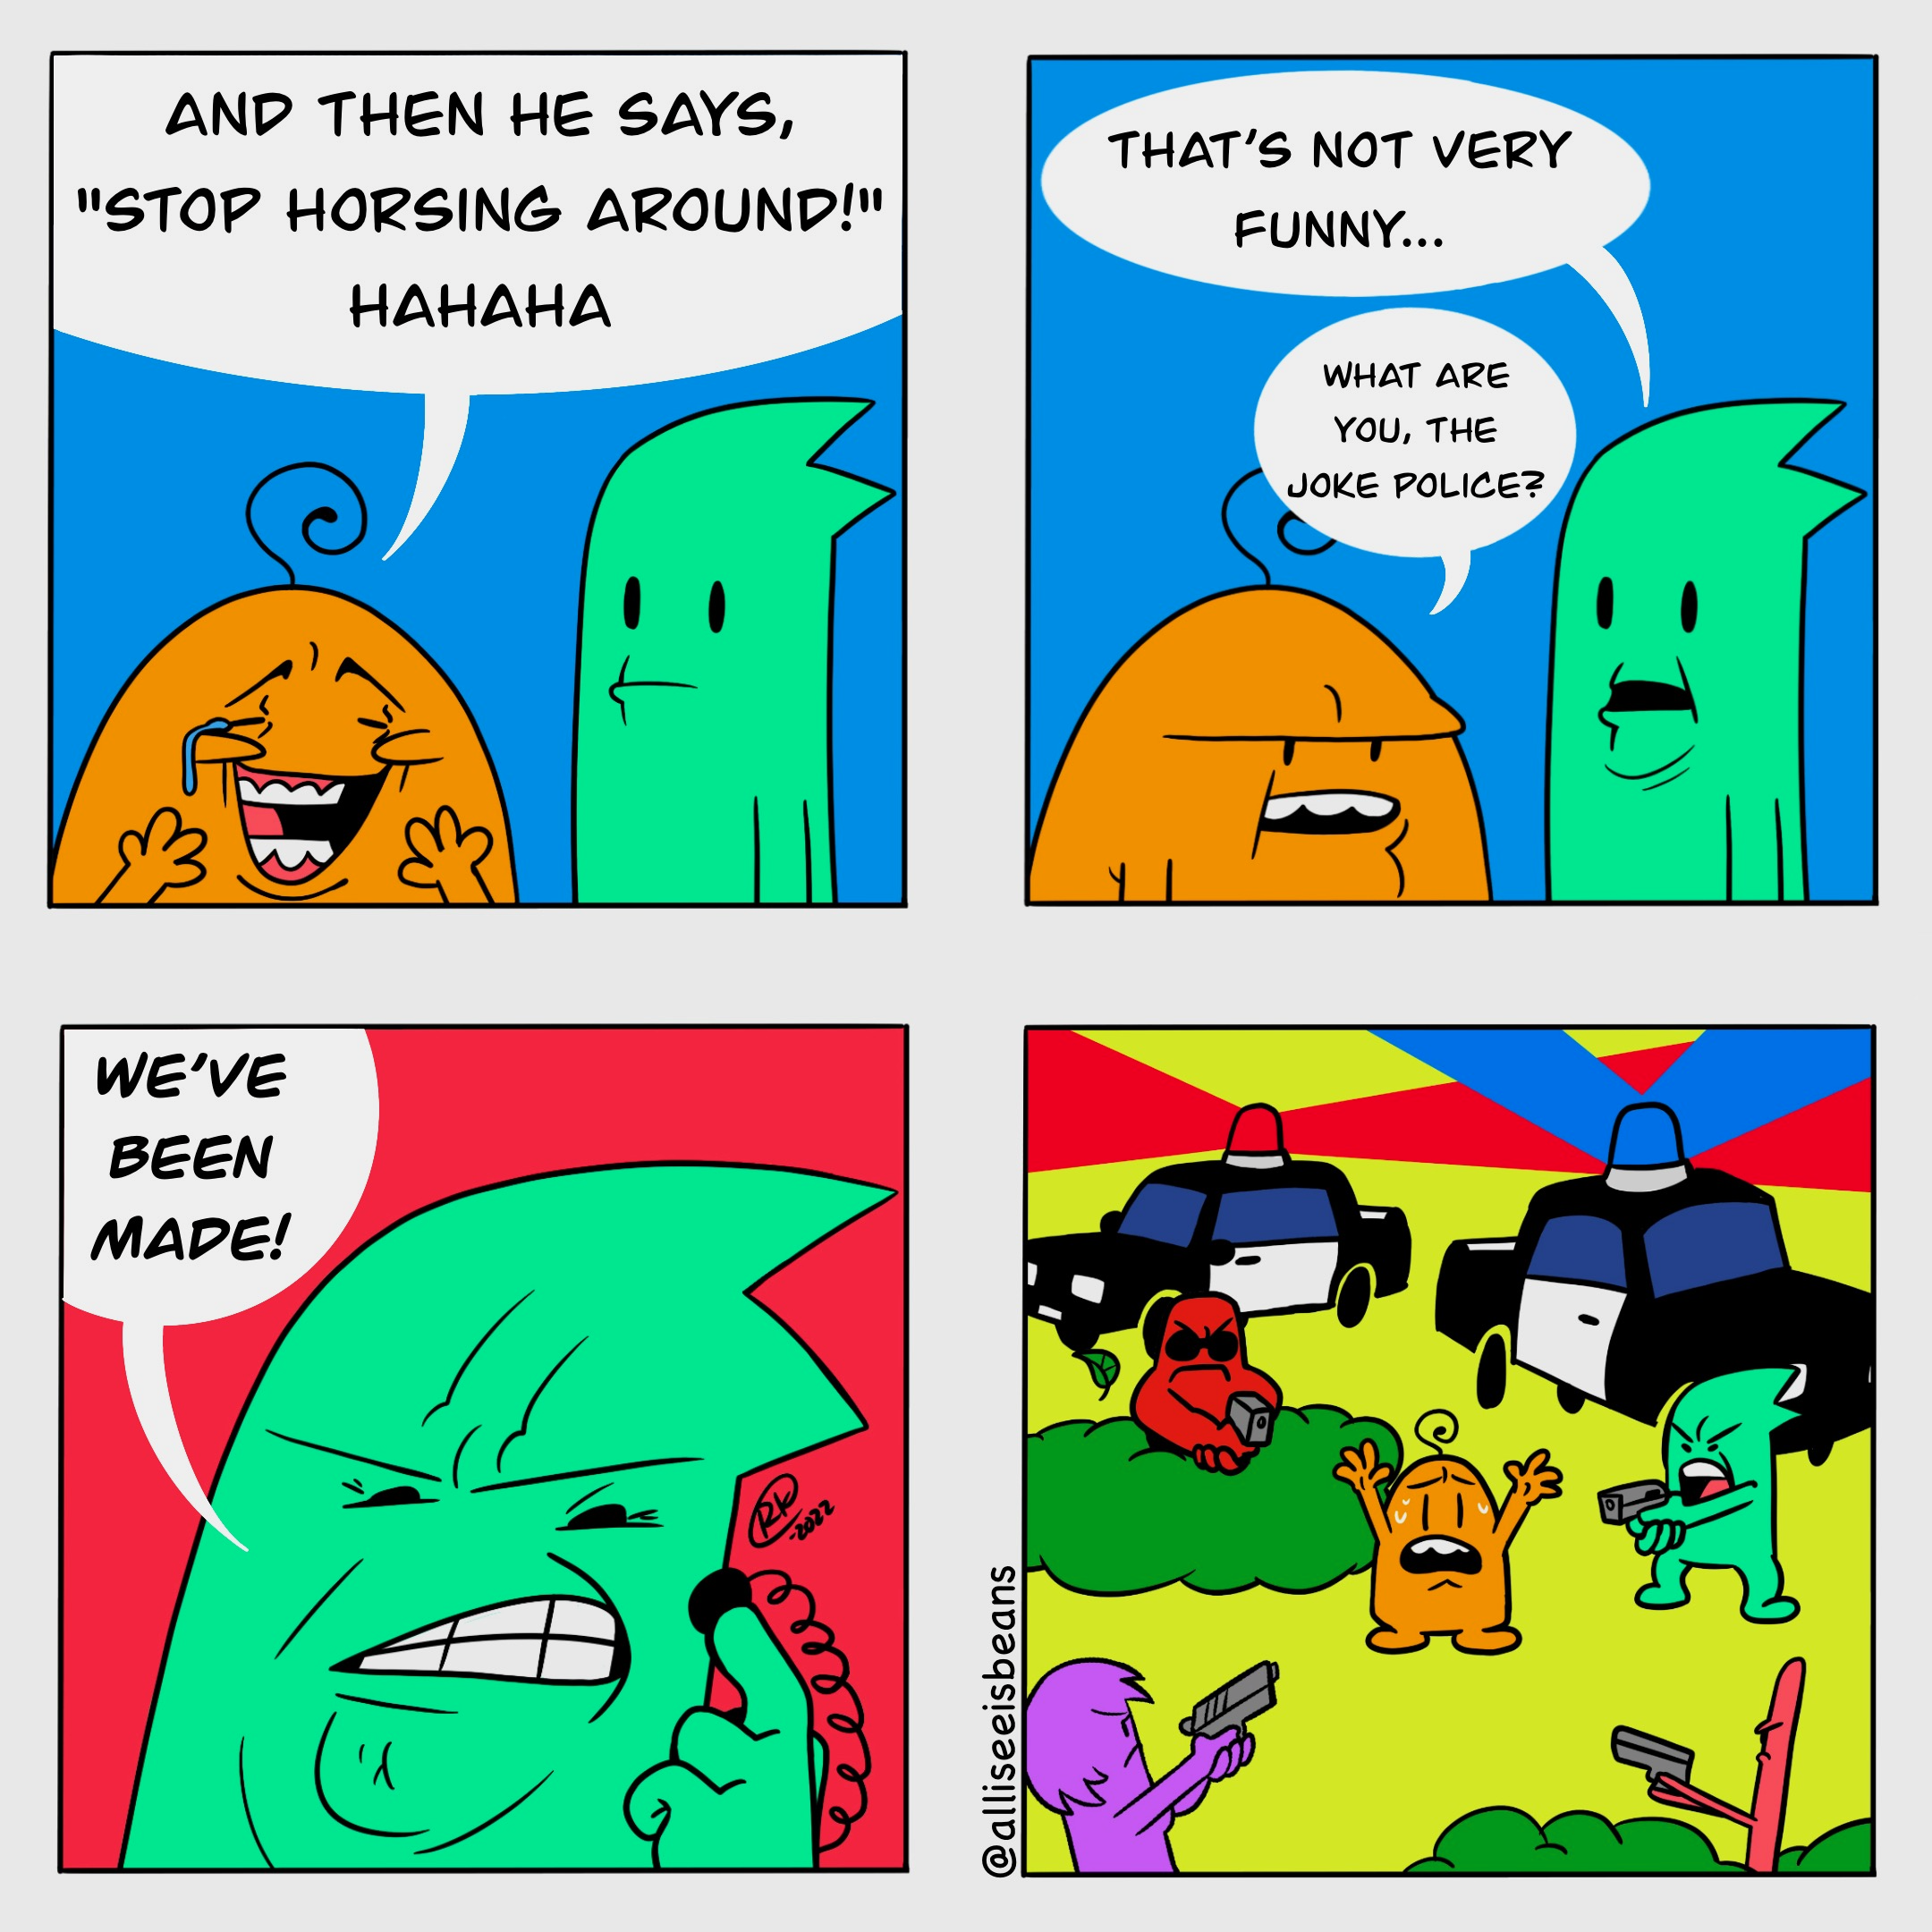 AND THEN HE SAYS,
"STOP HORSING AROUND!"
HAHAHA
THAT'S NOT VERY
FUNNY...
WHAT ARE
YOU, THE
JOKE POLICE?
WE'VE
BEEN
MADE!
-2022
@alliseeisbeans